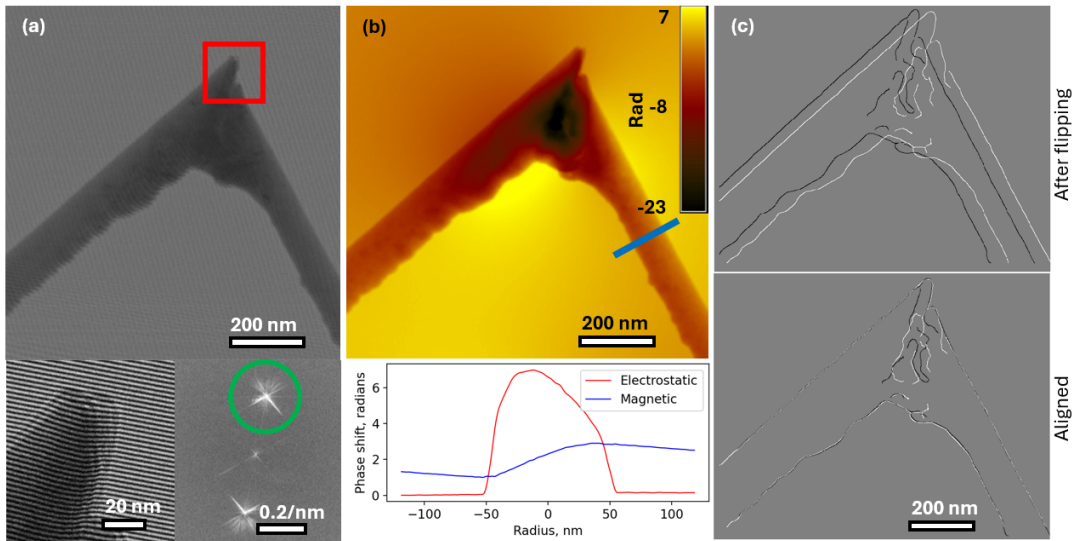 (a)
200 nm
20 nm
0.2/nm
(b)
7
Rad
-8
-23
200 nm
Phase shift, radians
6
4
2
0
Electrostatic
Magnetic
−100
−50
0
50
100
Radius, nm
(c)
After flipping
Aligned
200 nm